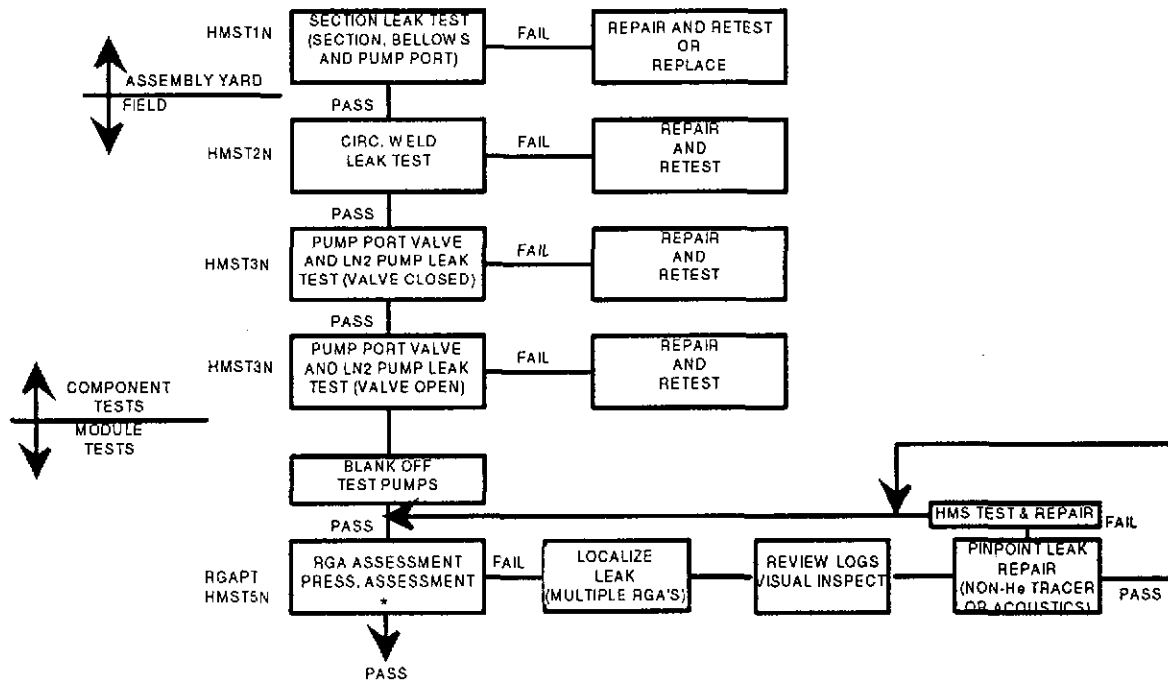 HMST1N
SECTION LEAK TEST
(SECTION, BELLOWS
AND PUMP PORT)
FAIL
REPAIR AND RETEST
OR
REPLACE
ASSEMBLY YARD
FIELD
PASS
HMST2N
CIRC. WELD
LEAK TEST
FAIL
REPAIR
AND
RETEST
PASS
HMST3N
PUMP PORT VALVE
AND LN2 PUMP LEAK
TEST (VALVE CLOSED)
FAIL
REPAIR
AND
RETEST
PASS
HMST3N
PUMP PORT VALVE
AND LN2 PUMP LEAK
TEST (VALVE OPEN)
FAIL
REPAIR
AND
RETEST
COMPONENT
TESTS
MODULE
TESTS
BLANK OFF
TEST PUMPS
PASS
HMS TEST & REPAIR
FAIL
RGAPT
HMST5N
RGA ASSESSMENT
PRESS. ASSESSMENT
*
FAIL
LOCALIZE
LEAK
(MULTIPLE RGA'S)
REVIEW LOGS
VISUAL INSPECT
PINPOINT LEAK
REPAIR
(NON-He TRACER
OR ACOUSTICS)
PASS
PASS